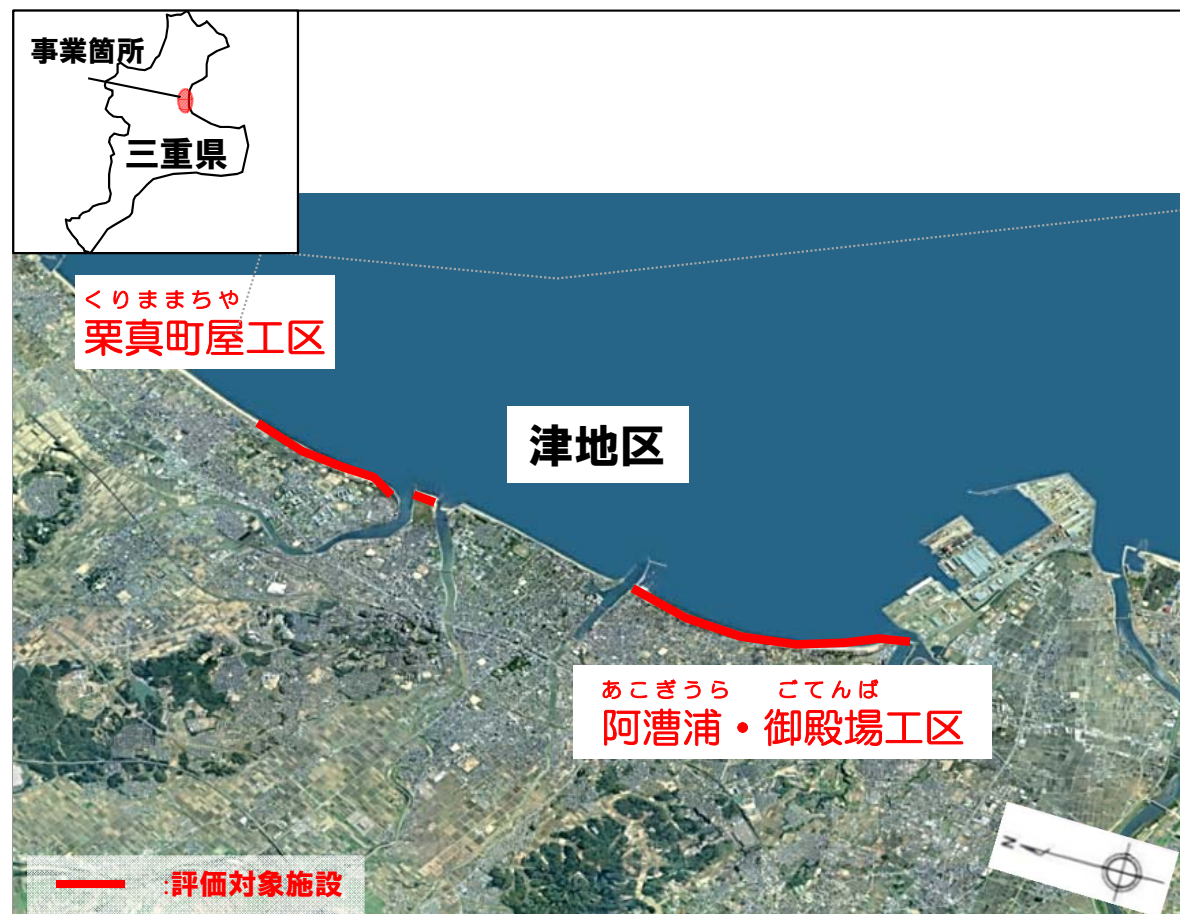 事業箇所
三重県
くりままちや
栗真町屋工区
津地区
あこぎうら ごてんば
阿漕浦・御殿場工区
N
:評価対象施設